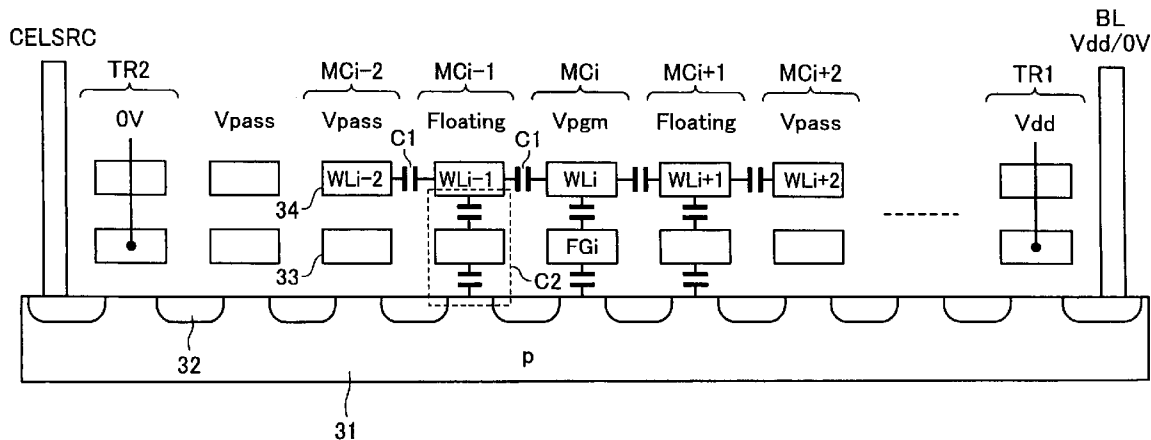 CELSRC
BL
Vdd/0V
TR2
MCi-2
MCi-1
MCi
MCi+1
MCi+2
TR1
0V
Vpass
Vpass
Floating
Vpgm
Floating
Vpass
Vdd
C1
C1
WLi-2
WLi-1
WLi
WLi+1
WLi+2
34
FGi
33
C2
32
p
31